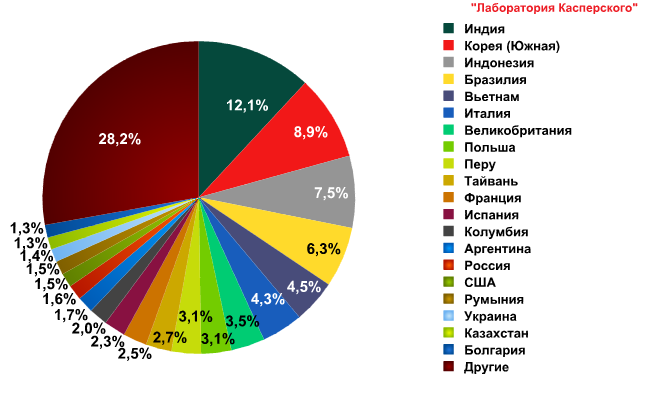 "Лаборатория Касперского"
Индия
Корея (Южная)
Индонезия
Бразилия
Вьетнам
Италия
Великобритания
Польша
Перу
Тайвань
Франция
Испания
Колумбия
Аргентина
Россия
США
Румыния
Украина
Казахстан
Болгария
Другие
12,1%
8,9%
7,5%
6,3%
4,5%
4,3%
3,5%
3,1%
3,1%
2,7%
2,5%
2,3%
2,0%
1,7%
1,6%
1,5%
1,5%
1,4%
1,3%
1,3%
28,2%